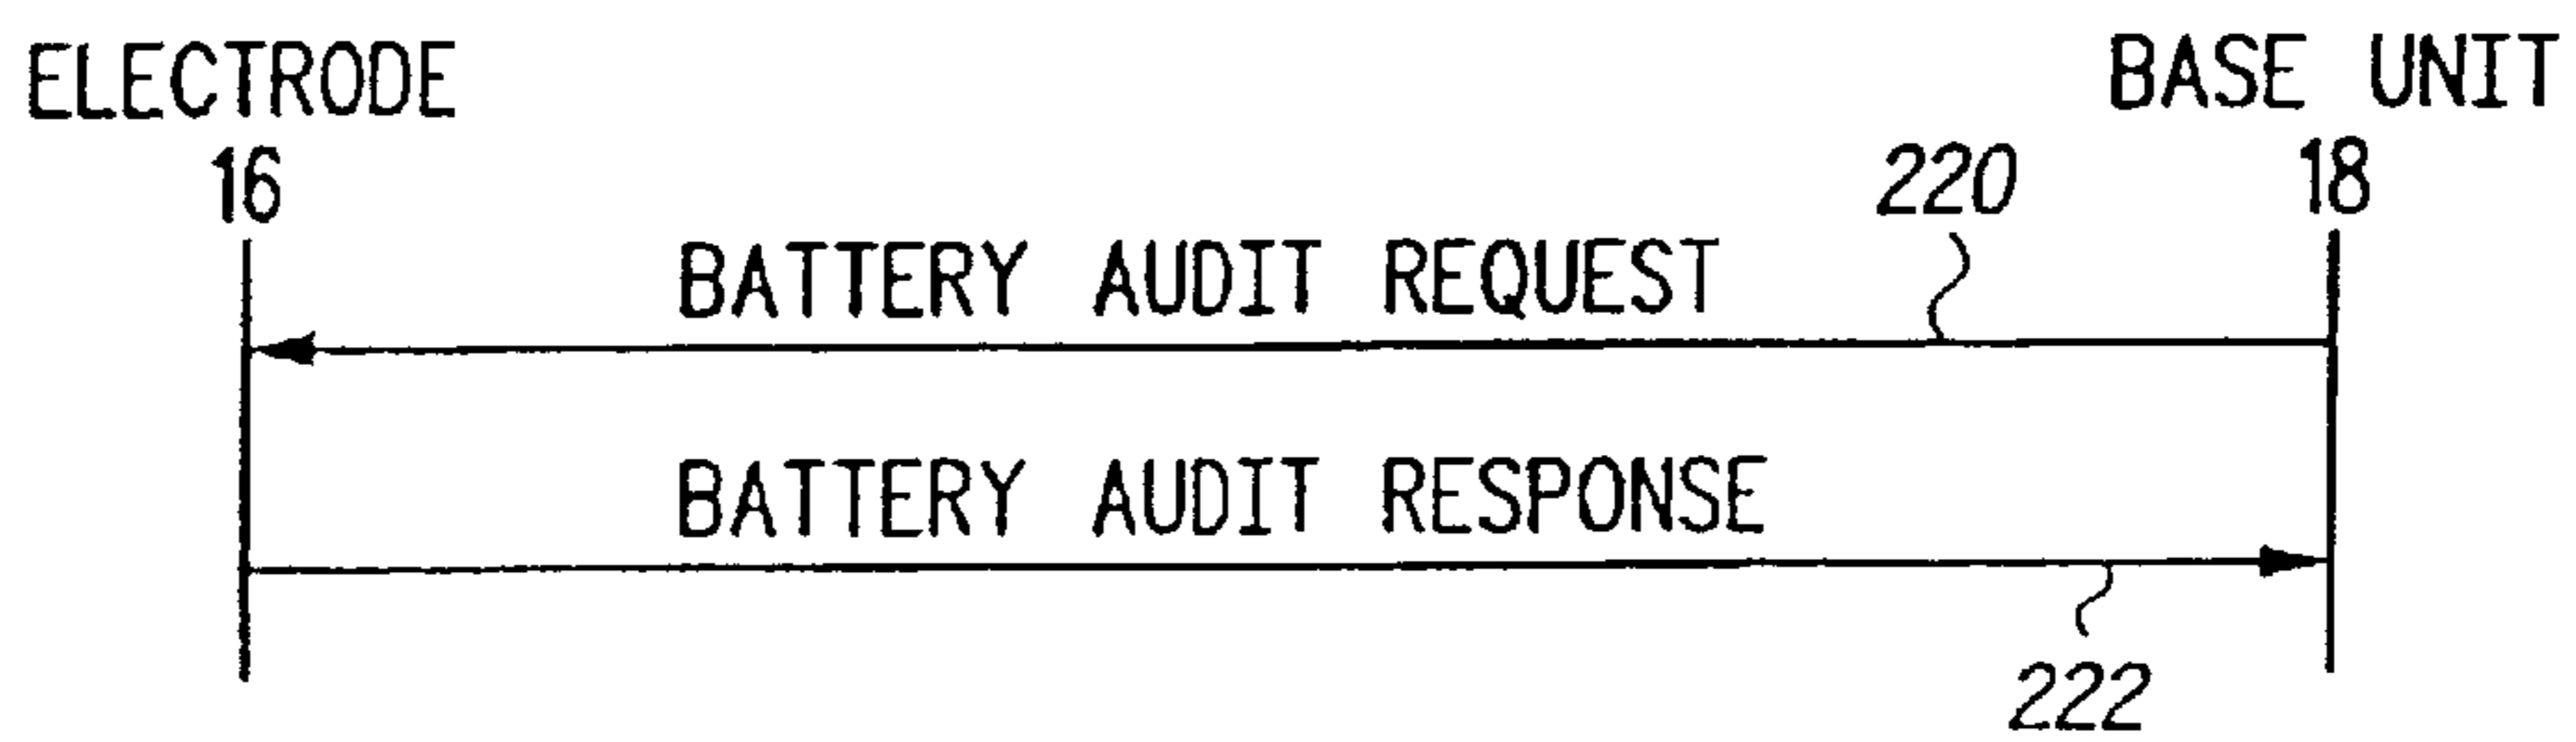 ELECTRODE
16
BASE UNIT
18
220
BATTERY AUDIT REQUEST
BATTERY AUDIT RESPONSE
222